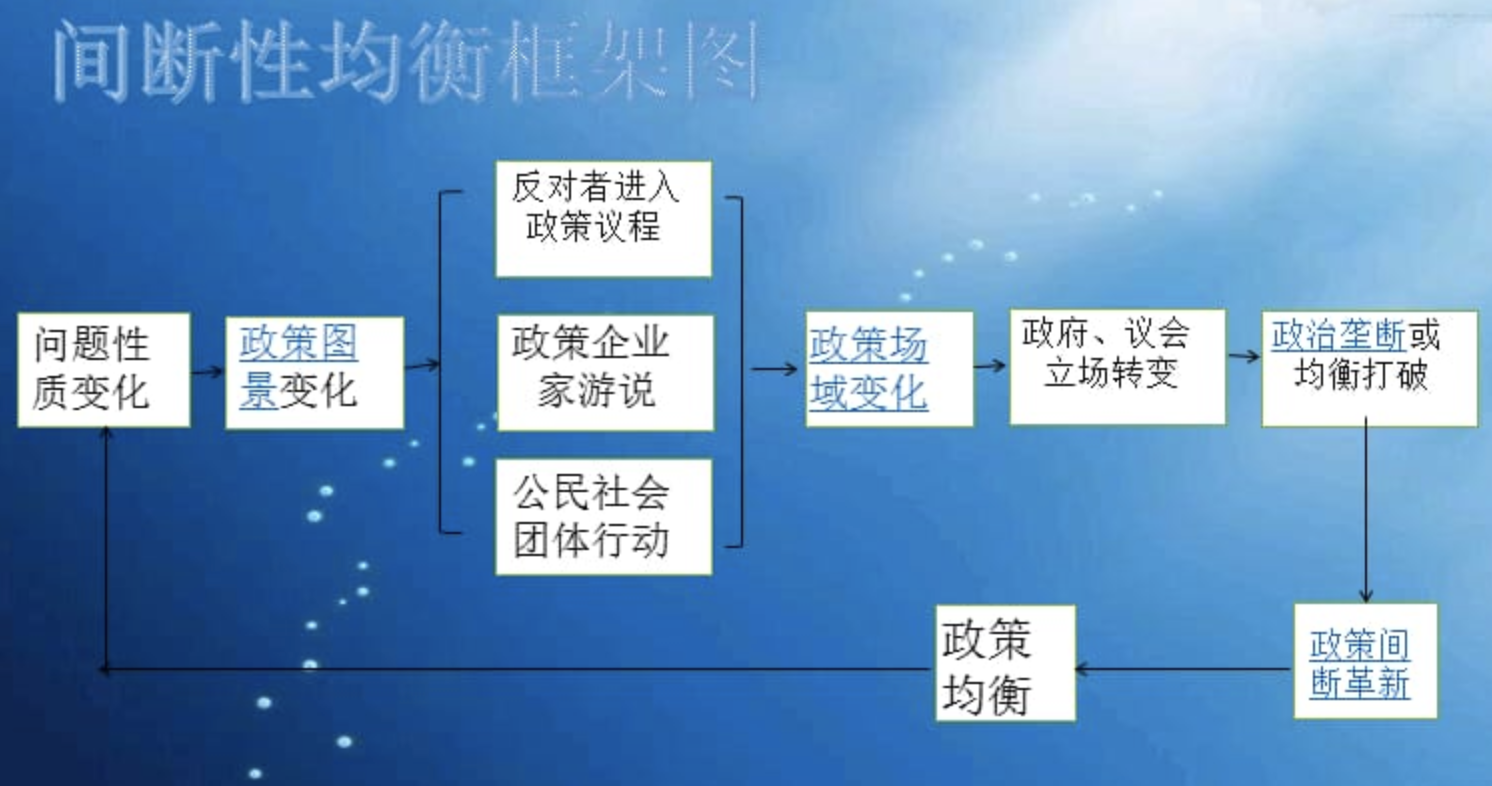 间断性均衡框架图
反对者进入
政策议程
问题性
质变化
政策图
景变化
政策企业
家游说
公民社会
团体行动
政策场
域变化
政府、议会
立场转变
政治垄断或
均衡打破
政策间
断革新
政策
均衡